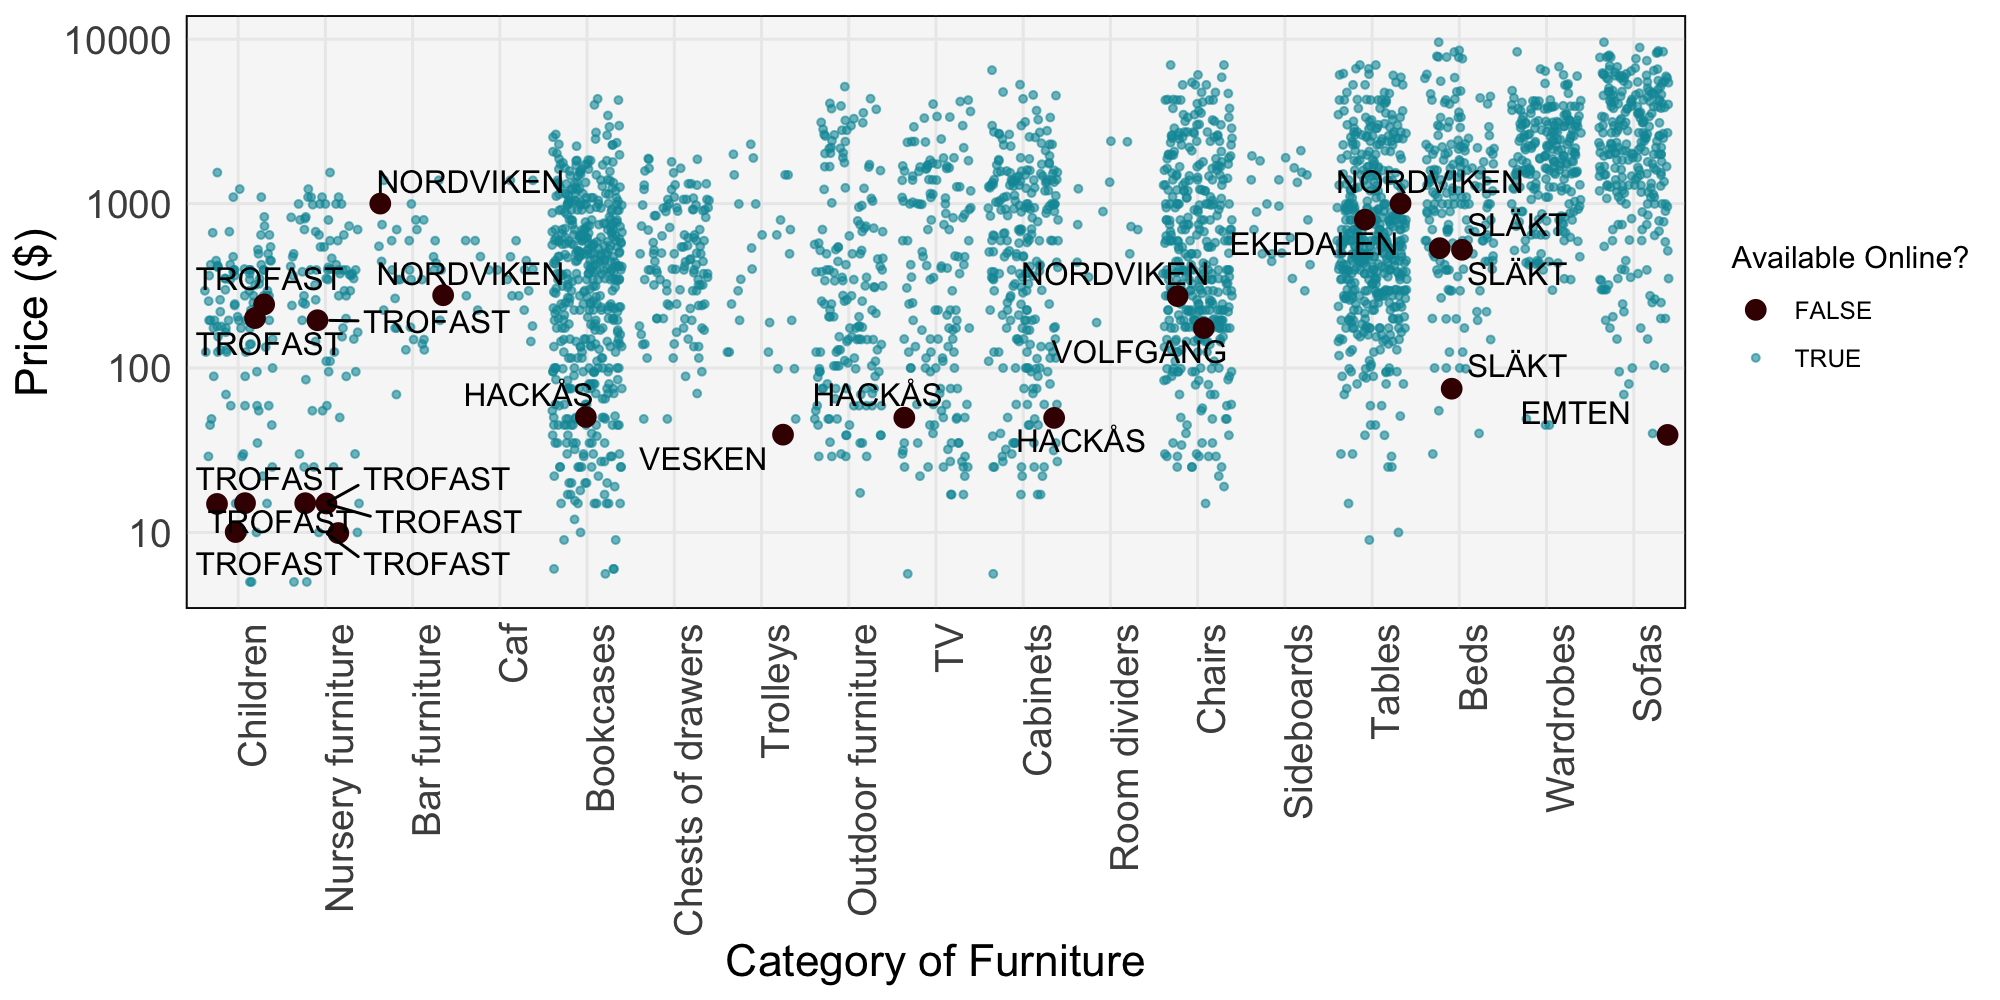 10000
1000
100
10
Price ($)
NORDVIKEN
NORDVIKEN
TROFAST
NORDVIKEN
NORDVIKEN
SLÄKT
EKEDALEN
SLÄKT
TROFAST
TROFAST
VOLFGANG
SLÄKT
HACKÅS
HACKÅS
EMTEN
HACKÅS
VESKEN
TROFAST
TROFAST
TROFAST
TROFAST
TROFAST
TROFAST
Children
Nursery furniture
Bar furniture
Caf
Bookcases
Chests of drawers
Trolleys
Outdoor furniture
TV
Cabinets
Room dividers
Chairs
Sideboards
Tables
Beds
Wardrobes
Sofas
Category of Furniture
Available Online?
FALSE
TRUE